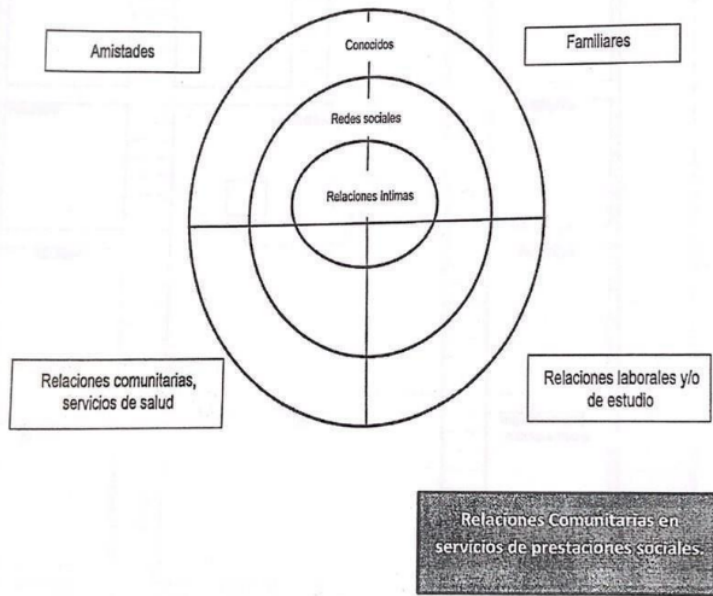 Conocidos
Amistades
Familiares
Redes sociales
Relaciones intimas
Relaciones comunitarias,
servicios de salud
Relaciones laborales y/o
de estudio
Relaciones Comunitarias en
servicios de prestaciones sociales.